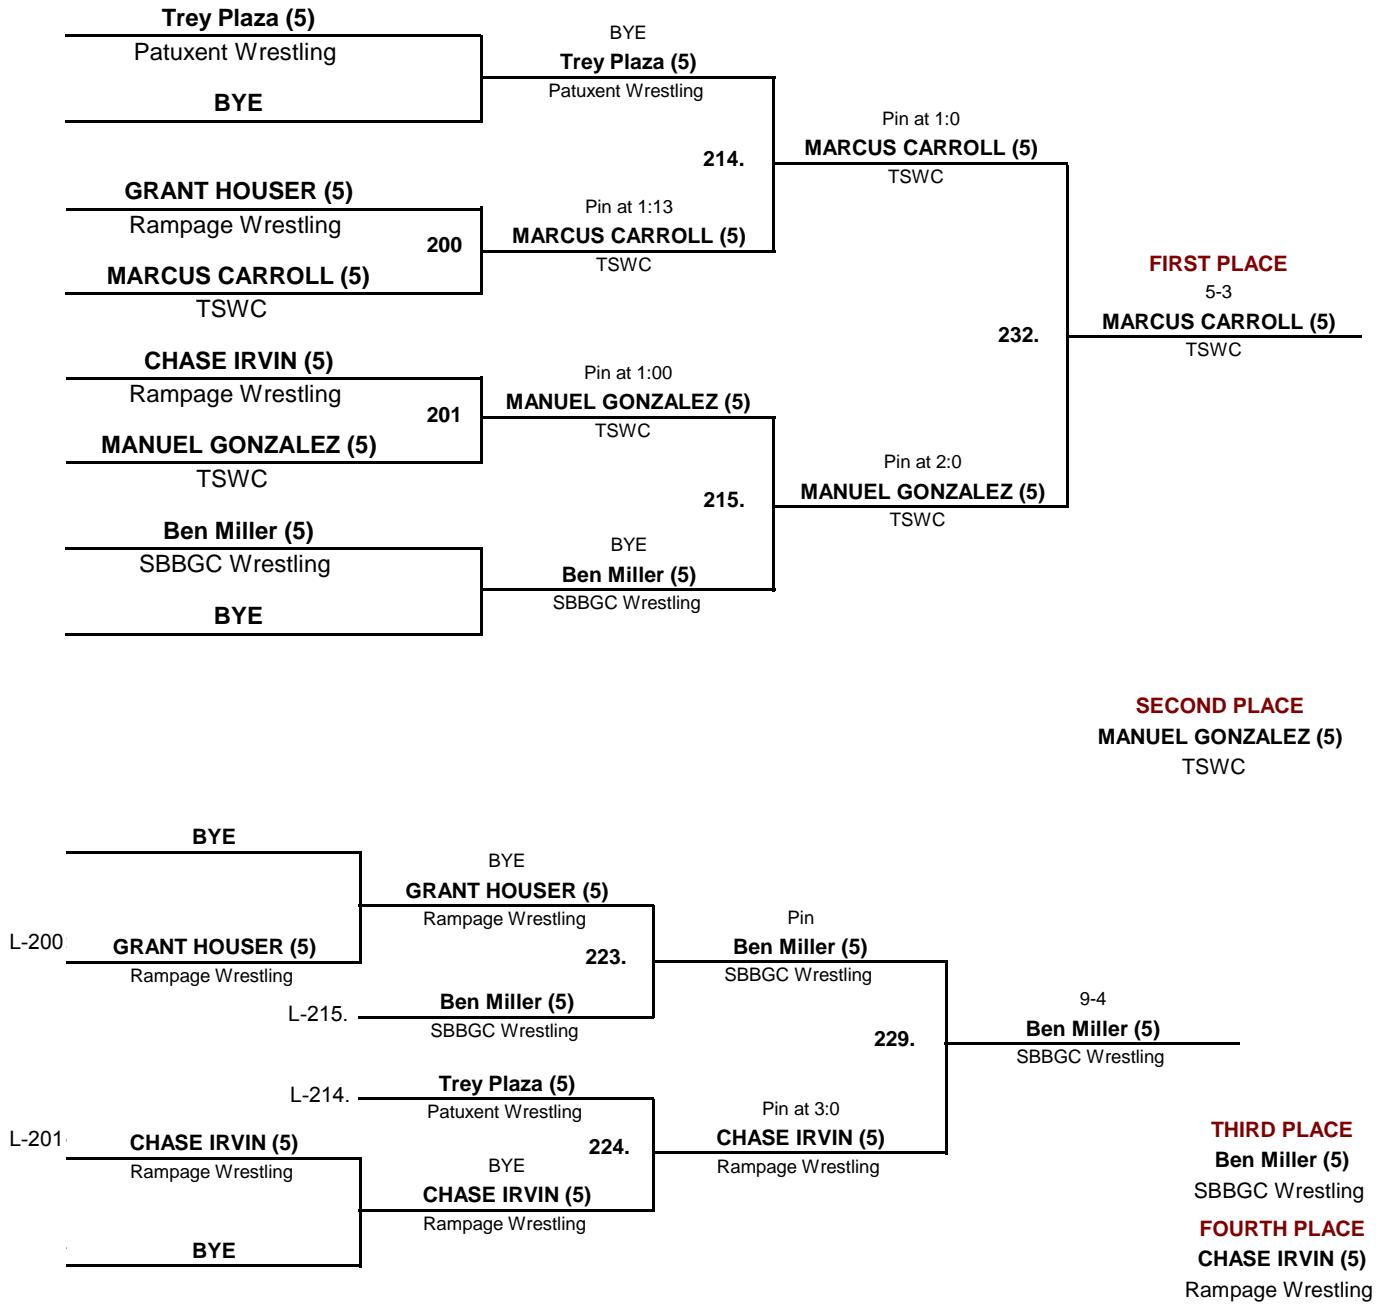 Trey Plaza (5)
Patuxent Wrestling
BYE
BYE
Trey Plaza (5)
Patuxent Wrestling
GRANT HOUSER (5)
Rampage Wrestling
200
MARCUS CARROLL (5)
TSWC
Pin at 1:13
MARCUS CARROLL (5)
TSWC
214.
Pin at 1:0
MARCUS CARROLL (5)
TSWC
CHASE IRVIN (5)
Rampage Wrestling
201
MANUEL GONZALEZ (5)
TSWC
Pin at 1:00
MANUEL GONZALEZ (5)
TSWC
Ben Miller (5)
SBBGC Wrestling
BYE
BYE
Ben Miller (5)
SBBGC Wrestling
215.
Pin at 2:0
MANUEL GONZALEZ (5)
TSWC
232.
FIRST PLACE
5-3
MARCUS CARROLL (5)
TSWC
SECOND PLACE
MANUEL GONZALEZ (5)
TSWC
BYE
L-200
GRANT HOUSER (5)
Rampage Wrestling
BYE
GRANT HOUSER (5)
Rampage Wrestling
223.
L-215.
Ben Miller (5)
SBBGC Wrestling
Pin
Ben Miller (5)
SBBGC Wrestling
L-214.
Trey Plaza (5)
Patuxent Wrestling
L-201
CHASE IRVIN (5)
Rampage Wrestling
BYE
BYE
CHASE IRVIN (5)
Rampage Wrestling
224.
Pin at 3:0
CHASE IRVIN (5)
Rampage Wrestling
229.
9-4
Ben Miller (5)
SBBGC Wrestling
THIRD PLACE
Ben Miller (5)
SBBGC Wrestling
FOURTH PLACE
CHASE IRVIN (5)
Rampage Wrestling